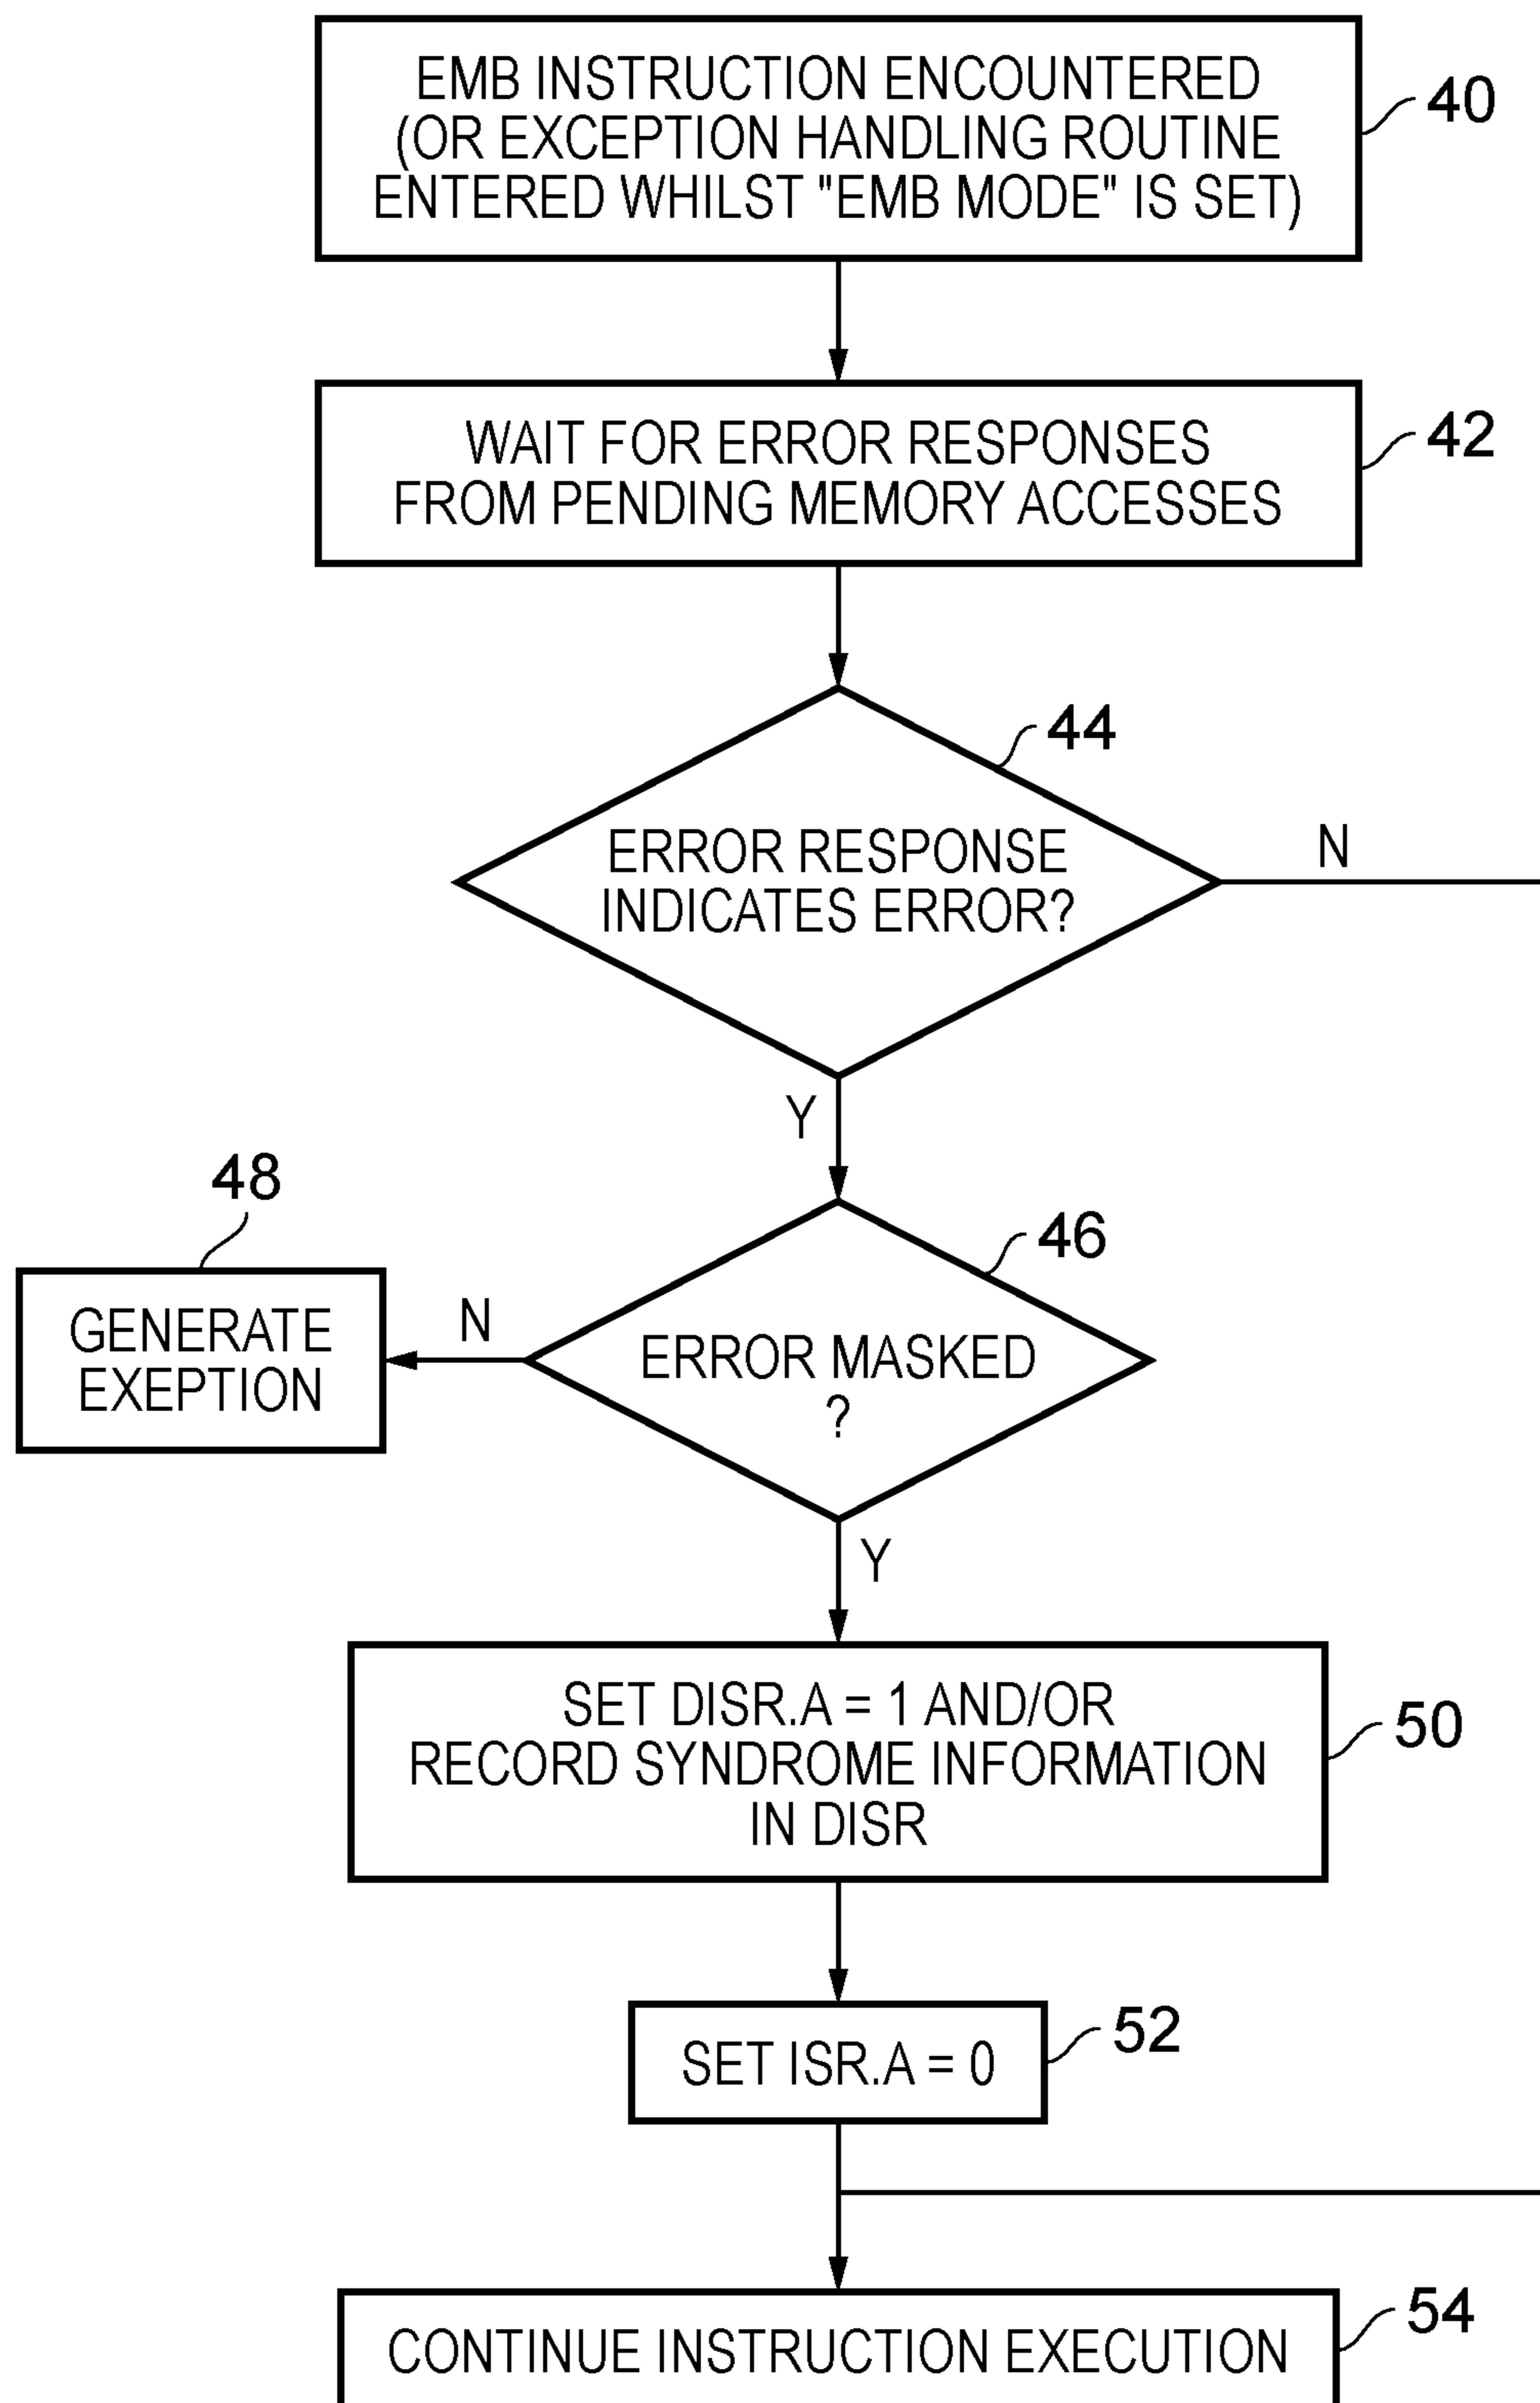 EMB INSTRUCTION ENCOUNTERED
(OR EXCEPTION HANDLING ROUTINE
ENTERED WHILST "EMB MODE" IS SET)
40
WAIT FOR ERROR RESPONSES
FROM PENDING MEMORY ACCESSES
42
44
ERROR RESPONSE
INDICATES ERROR?
N
Y
48
46
GENERATE
EXEPTION
N
ERROR MASKED
?
Y
SET DISR.A = 1 AND/OR
RECORD SYNDROME INFORMATION
IN DISR
50
SET ISR.A = 0
52
CONTINUE INSTRUCTION EXECUTION
54